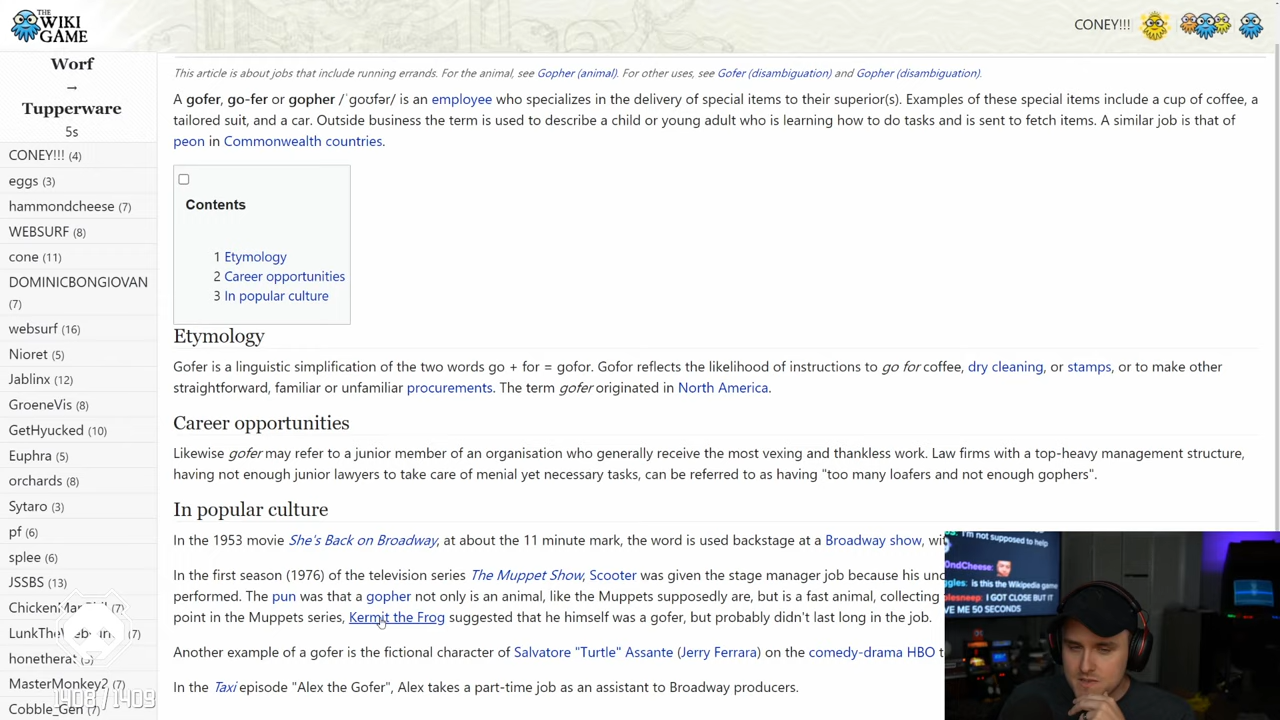 THE
WIKI
GAME
CONEY!!!
Worf
→
Tupperware
5s
CONEY!!! (4)
eggs (3)
hammondcheese (7)
WEBSURF (8)
cone (11)
DOMINICBONGIOVAN
(7)
websurf (16)
Nioret (5)
Jablinx (12)
GroeneVis (8)
GetHyucked (10)
Euphra (5)
orchards (8)
Sytaro (3)
pf (6)
splee (6)
JSSBS (13)
(7)
(7)
honethera
MasterMonkey2
Cobble_Gen (7)
1408 / 1409
This article is about jobs that include running errands. For the animal, see Gopher (animal). For other uses, see Gofer (disambiguation) and Gopher (disambiguation).
A gofer, go-fer or gopher /ˈɡoʊfər/ is an employee who specializes in the delivery of special items to their superior(s). Examples of these special items include a cup of coffee, a
tailored suit, and a car. Outside business the term is used to describe a child or young adult who is learning how to do tasks and is sent to fetch items. A similar job is that of
peon in Commonwealth countries.
Contents
1 Etymology
2 Career opportunities
3 In popular culture
Etymology
Gofer is a linguistic simplification of the two words go + for = gofor. Gofor reflects the likelihood of instructions to go for coffee, dry cleaning, or stamps, or to make other
straightforward, familiar or unfamiliar procurements. The term gofer originated in North America.
Career opportunities
Likewise gofer may refer to a junior member of an organisation who generally receive the most vexing and thankless work. Law firms with a top-heavy management structure,
having not enough junior lawyers to take care of menial yet necessary tasks, can be referred to as having "too many loafers and not enough gophers".
In popular culture
In the 1953 movie She's Back on Broadway, at about the 11 minute mark, the word is used backstage at a Broadway show, wit
In the first season (1976) of the television series The Muppet Show, Scooter was given the stage manager job because his unc
performed. The pun was that a gopher not only is an animal, like the Muppets supposedly are, but is a fast animal, collecting
point in the Muppets series, Kermit the Frog suggested that he himself was a gofer, but probably didn't last long in the job.
Another example of a gofer is the fictional character of Salvatore "Turtle" Assante (Jerry Ferrara) on the comedy-drama HBO t
In the Taxi episode "Alex the Gofer", Alex takes a part-time job as an assistant to Broadway producers.
I'm not supposed to
help
0ndCheese:
is this the Wikipedia
game
I GOT CLOSE BUT IT
VE ME 50 SECONDS